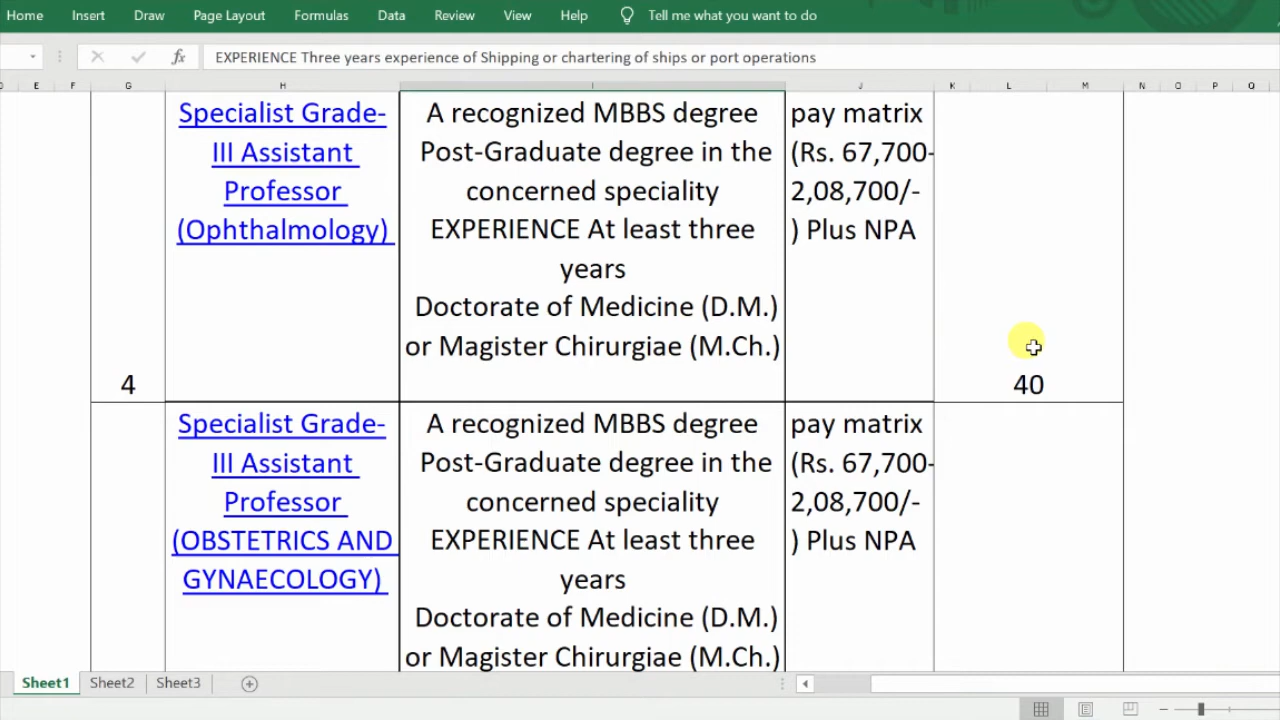 Home Insert Draw Page Layout Formulas Data Review View Help Tell me what you want to do
fx EXPERIENCE Three years experience of Shipping or chartering of ships or port operations
E F G H I J K L M N O P Q
Specialist Grade-
III Assistant
Professor
(Ophthalmology)
A recognized MBBS degree
Post-Graduate degree in the
concerned speciality
EXPERIENCE At least three
years
Doctorate of Medicine (D.M.)
or Magister Chirurgiae (M.Ch.)
pay matrix
(Rs. 67,700-
2,08,700/-
) Plus NPA
4
40
Specialist Grade-
III Assistant
Professor
(OBSTETRICS AND
GYNAECOLOGY)
A recognized MBBS degree
Post-Graduate degree in the
concerned speciality
EXPERIENCE At least three
years
Doctorate of Medicine (D.M.)
or Magister Chirurgiae (M.Ch.)
pay matrix
(Rs. 67,700-
2,08,700/-
) Plus NPA
Sheet1 Sheet2 Sheet3